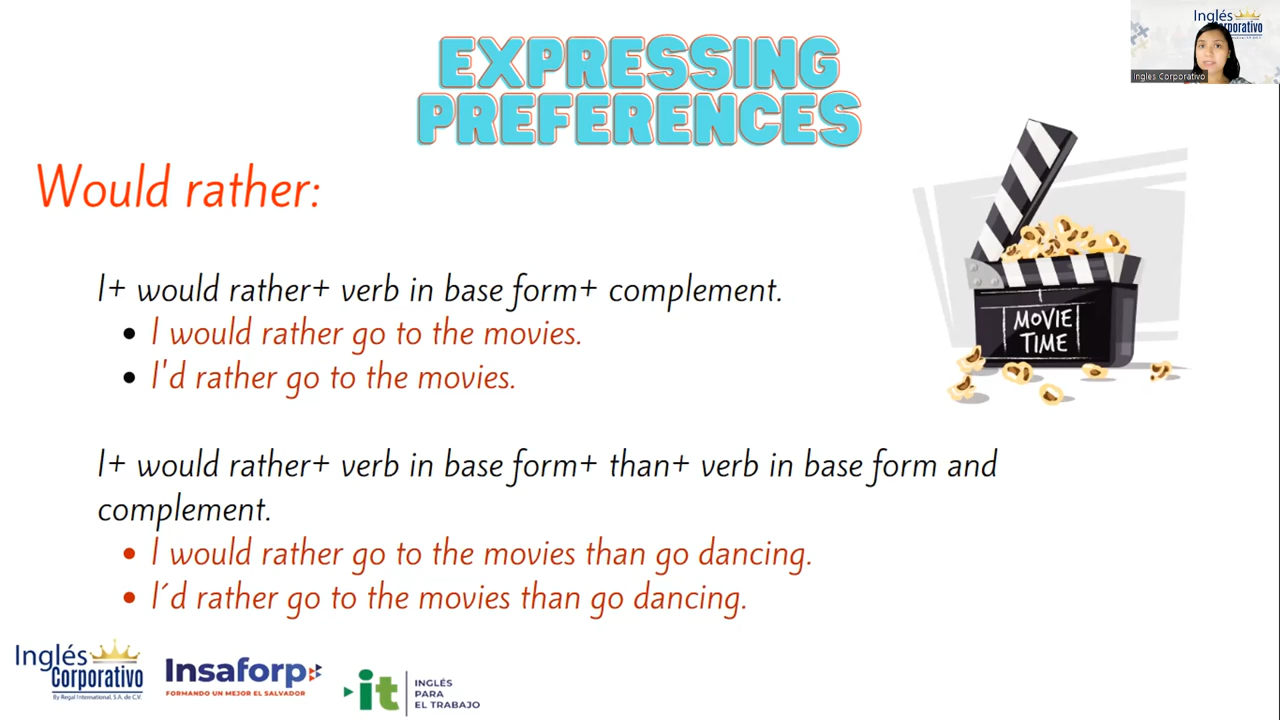 EXPRESSING
PREFERENCES
Inglés
Corporativo
Ingles Corporativo
Would rather:
I+ would rather+ verb in base form+ complement.
• I would rather go to the movies.
• I'd rather go to the movies.
MOVIE
TIME
I+ would rather+ verb in base form+ than+ verb in base form and
complement.
• I would rather go to the movies than go dancing.
• I´d rather go to the movies than go dancing.
Inglés
Corporativo
By Regal International, S.A. de C.V.
Insaforp
FORMANDO UN MEJOR EL SALVADOR
it
INGLÉS
PARA
EL TRABAJO